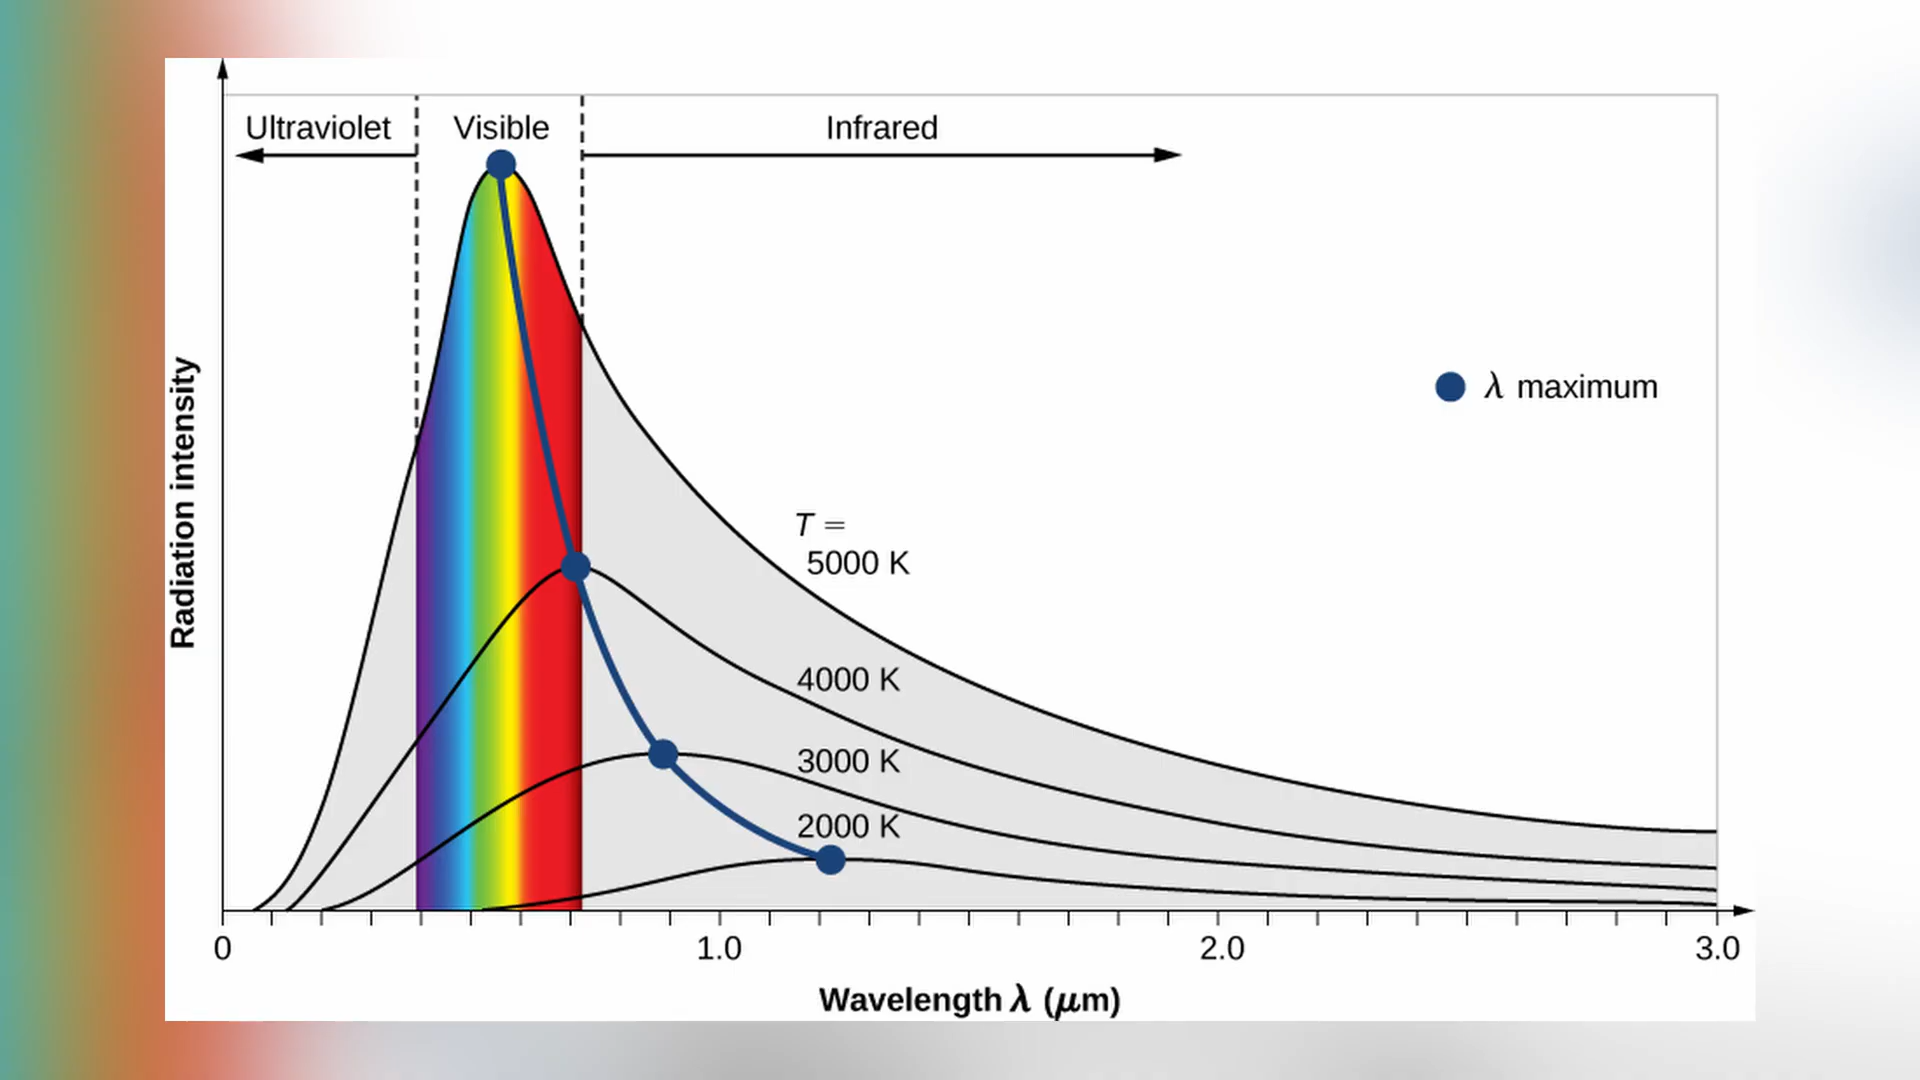 Ultraviolet
Visible
Infrared
λ maximum
T =
5000 K
4000 K
3000 K
2000 K
Radiation intensity
0
1.0
2.0
3.0
Wavelength λ (μm)